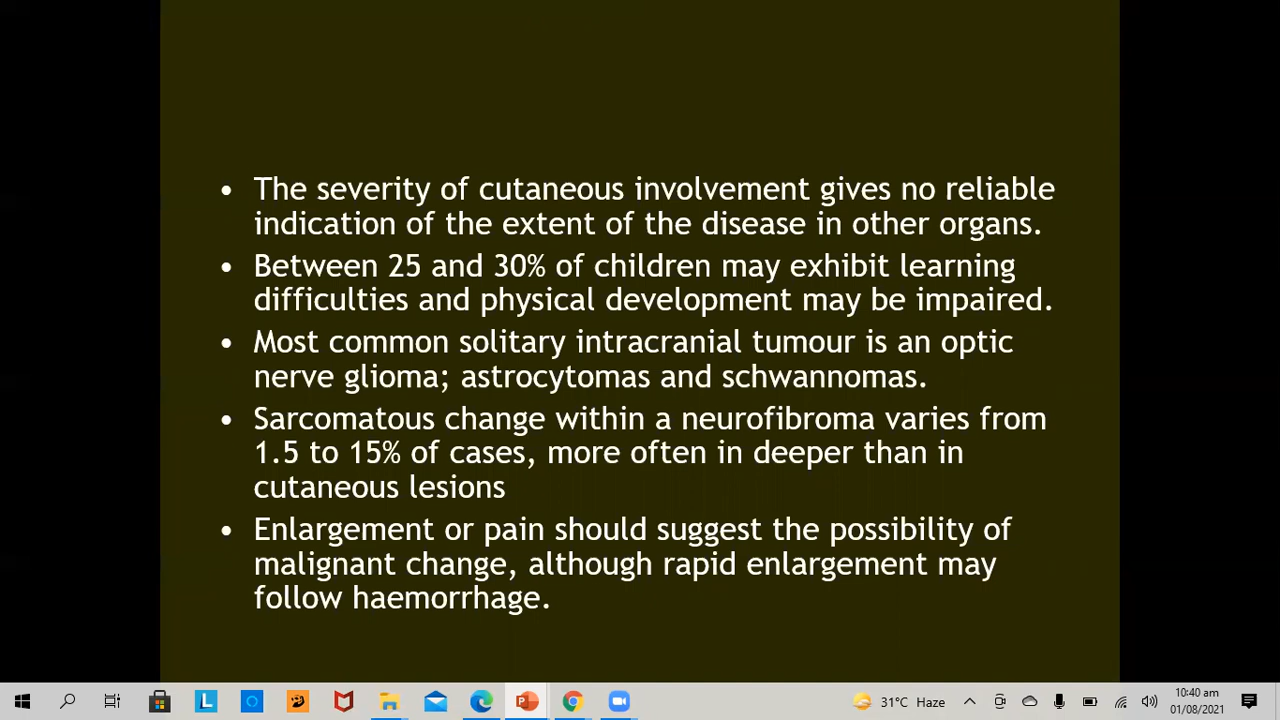 • The severity of cutaneous involvement gives no reliable
indication of the extent of the disease in other organs.
• Between 25 and 30% of children may exhibit learning
difficulties and physical development may be impaired.
• Most common solitary intracranial tumour is an optic
nerve glioma; astrocytomas and schwannomas.
• Sarcomatous change within a neurofibroma varies from
1.5 to 15% of cases, more often in deeper than in
cutaneous lesions
• Enlargement or pain should suggest the possibility of
malignant change, although rapid enlargement may
follow haemorrhage.
L
P
31°C Haze
10:40 am
01/08/2021